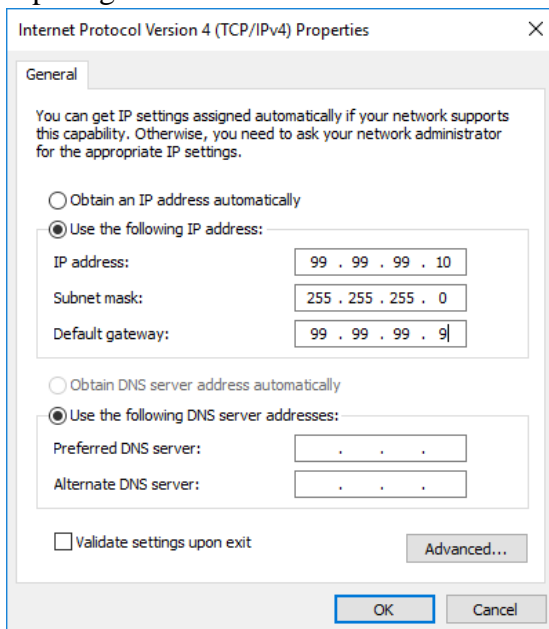 Internet Protocol Version 4 (TCP/IPv4) Properties
General
You can get IP settings assigned automatically if your network supports
this capability. Otherwise, you need to ask your network administrator
for the appropriate IP settings.
Obtain an IP address automatically
Use the following IP address:
IP address: 99 . 99 . 99 . 10
Subnet mask: 255 . 255 . 255 . 0
Default gateway: 99 . 99 . 99 . 9
Obtain DNS server address automatically
Use the following DNS server addresses:
Preferred DNS server: . . .
Alternate DNS server: . . .
Validate settings upon exit
Advanced...
OK Cancel